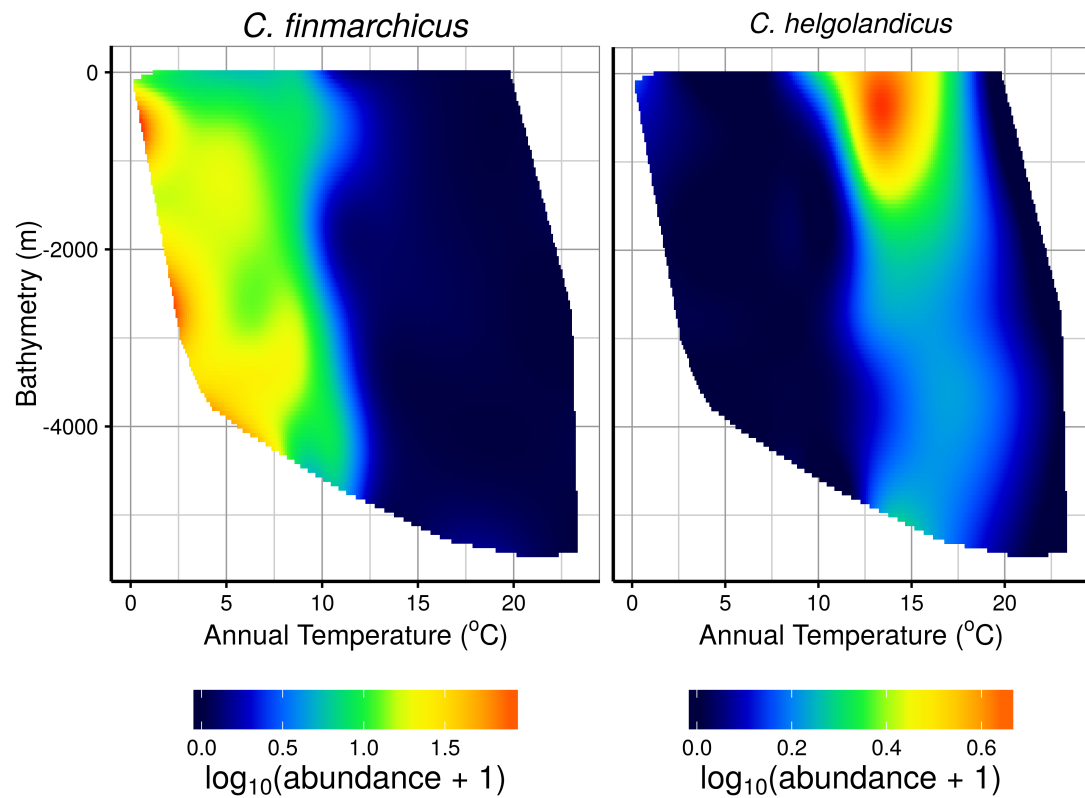 C. finmarchicus
C. helgolandicus
Bathymetry (m)
0
-2000
-4000
0 5 10 15 20
0 5 10 15 20
Annual Temperature (°C)
Annual Temperature (°C)
0.0 0.5 1.0 1.5
log₁₀(abundance + 1)
0.0 0.2 0.4 0.6
log₁₀(abundance + 1)